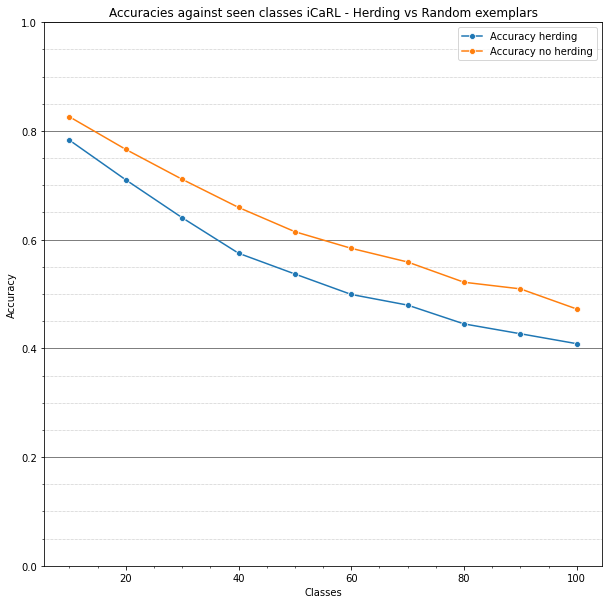 Accuracies against seen classes iCaRL - Herding vs Random exemplars
Accuracy herding
Accuracy no herding
1.0
0.8
0.6
0.4
0.2
0.0
Accuracy
20
40
60
80
100
Classes